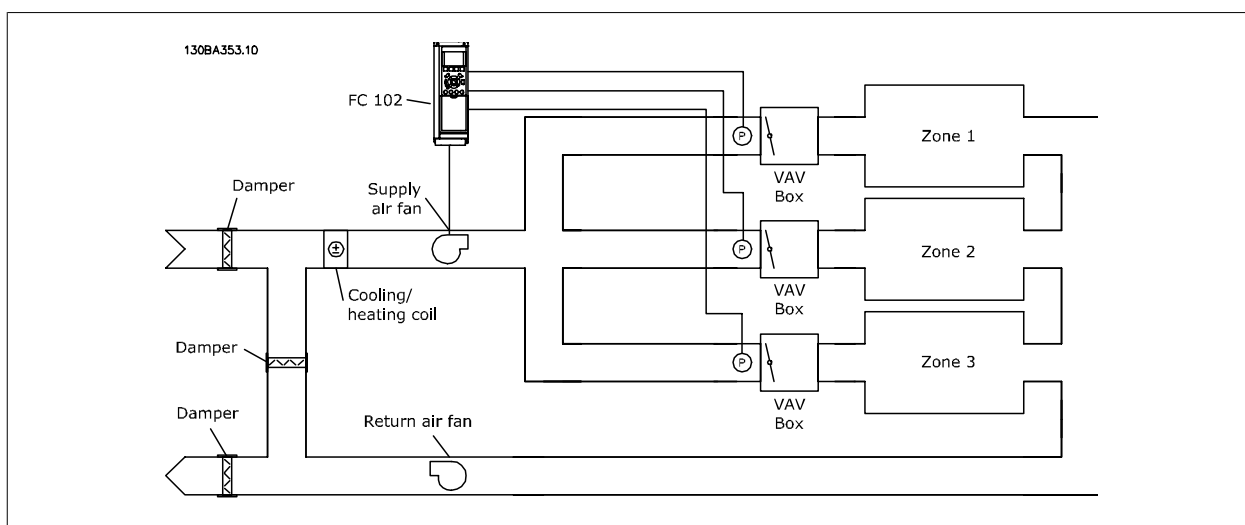 130BA353.10
FC 102
Damper
Supply
air fan
Cooling/
heating coil
Damper
Damper
Return air fan
P
VAV
Box
Zone 1
P
VAV
Box
Zone 2
P
VAV
Box
Zone 3